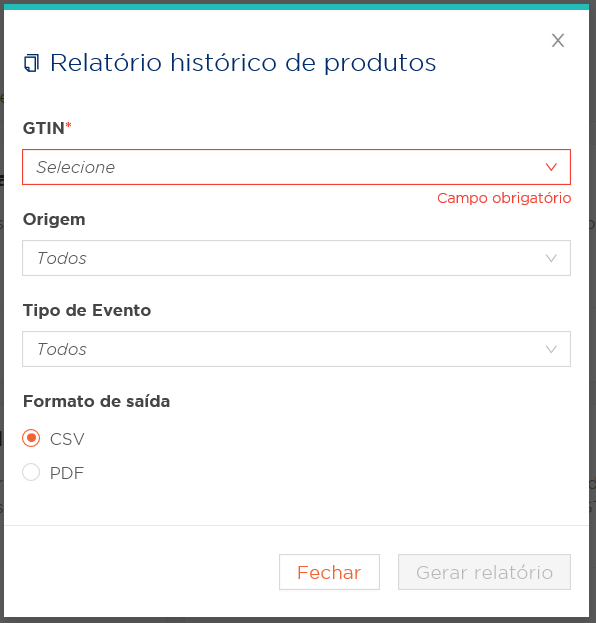 Relatório histórico de produtos
GTIN*
Selecione
Campo obrigatório
Origem
Todos
Tipo de Evento
Todos
Formato de saída
CSV
PDF
Fechar
Gerar relatório